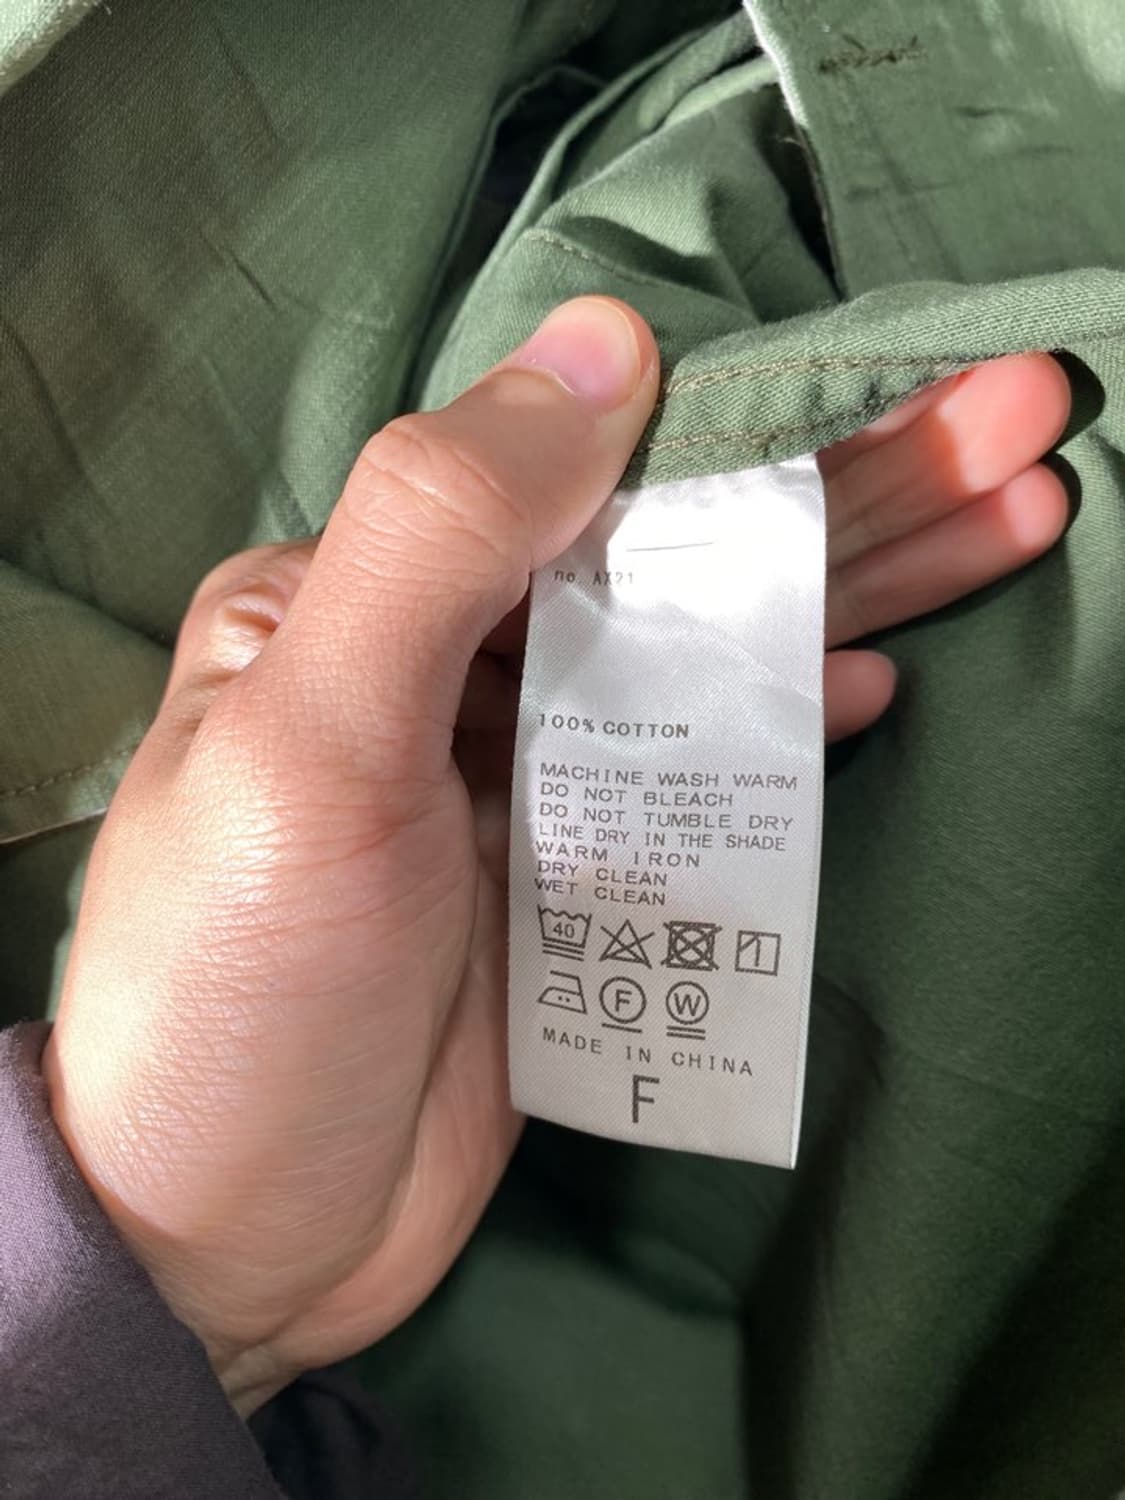 no. AX21
100% COTTON
MACHINE WASH WARM
DO NOT BLEACH
DO NOT TUMBLE DRY
LINE DRY IN THE SHADE
WARM IRON
DRY CLEAN
WET CLEAN
40
F W
MADE IN CHINA
F